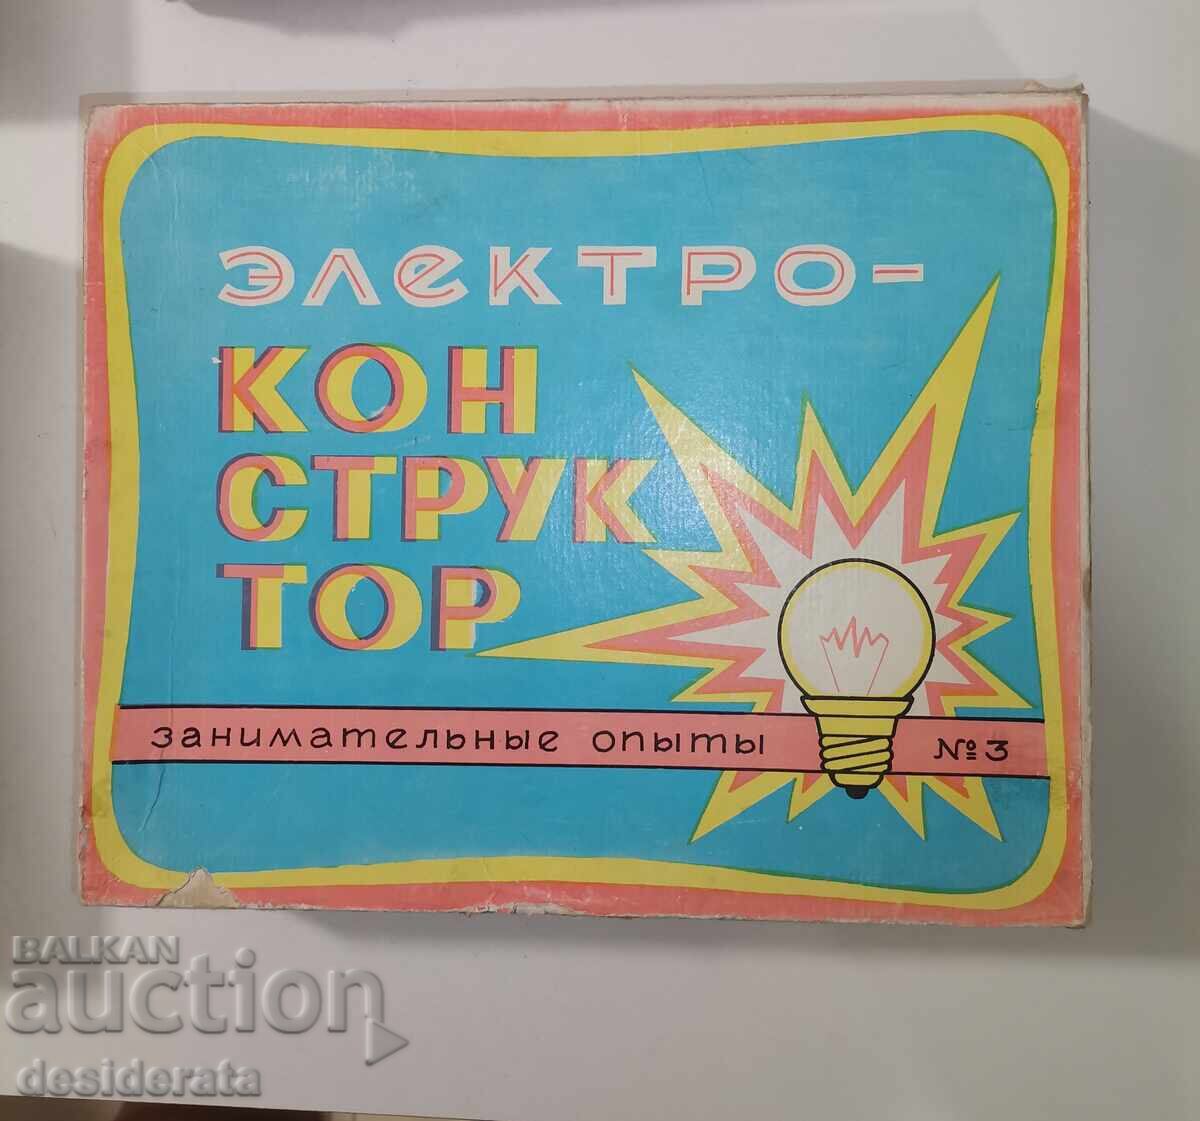 ЭЛЕКТРО-
КОН
СТРУК
ТОР
занимательные опыты №3
BALKAN
auction
desiderata